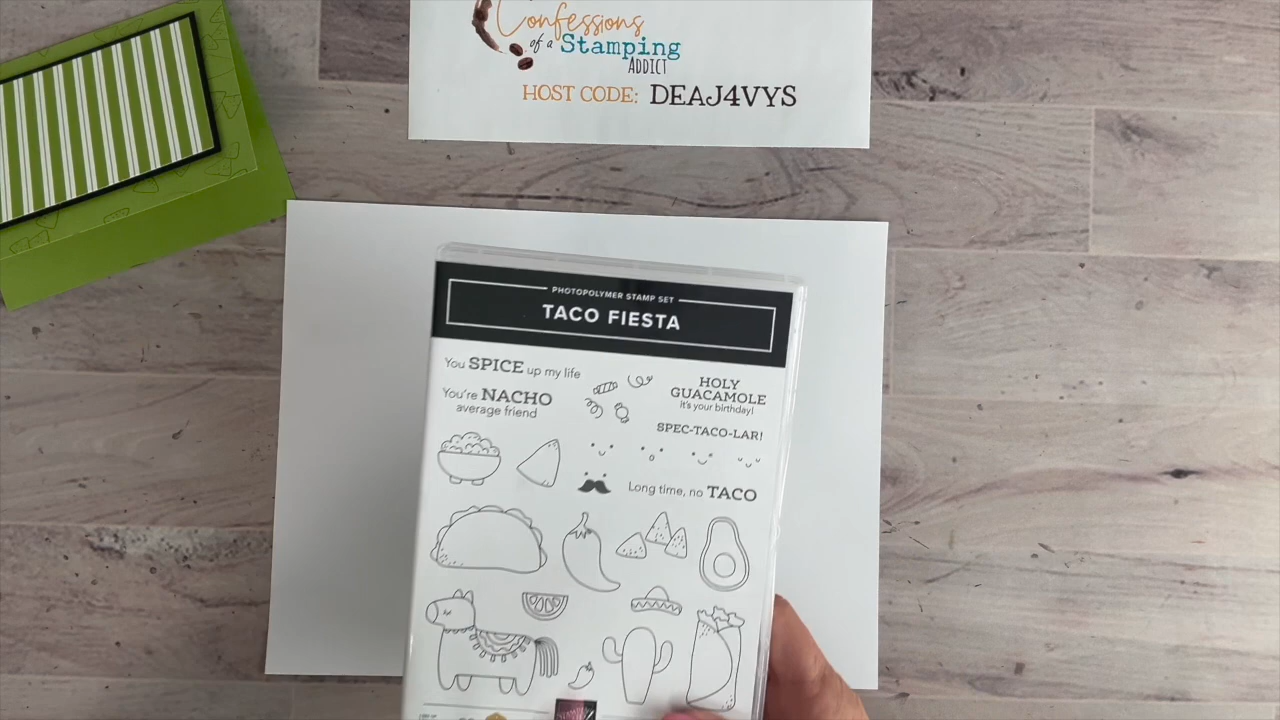 Confessions
of a Stamping
ADDICT
HOST CODE: DEAJ4VYS
PHOTOPOLYMER STAMP SET
TACO FIESTA
You SPICE up my life
You're NACHO
average friend
HOLY
GUACAMOLE
it's your birthday!
SPEC-TACO-LAR!
Long time, no TACO